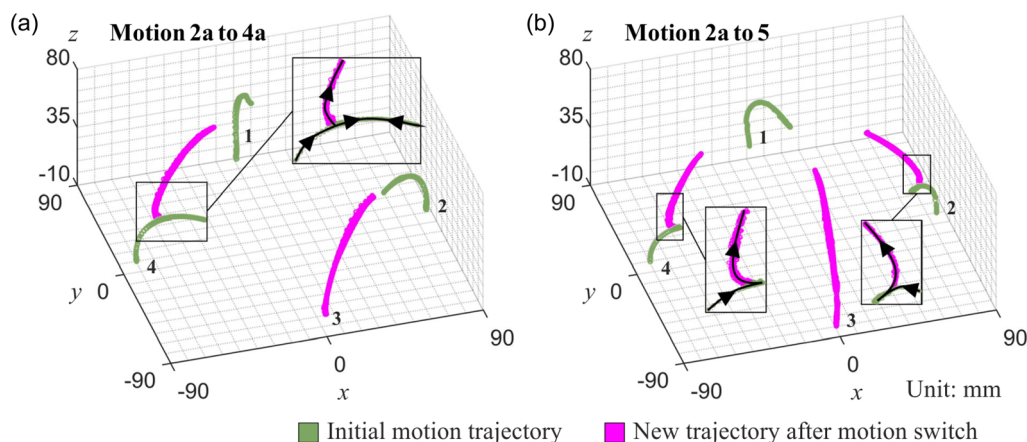 (a)
Motion 2a to 4a
z
80
35
-10
90
y
0
-90
-90
0
x
90
1
2
3
4
(b)
Motion 2a to 5
z
80
35
-10
90
y
0
-90
-90
0
x
90
1
2
3
4
Unit: mm
Initial motion trajectory
New trajectory after motion switch